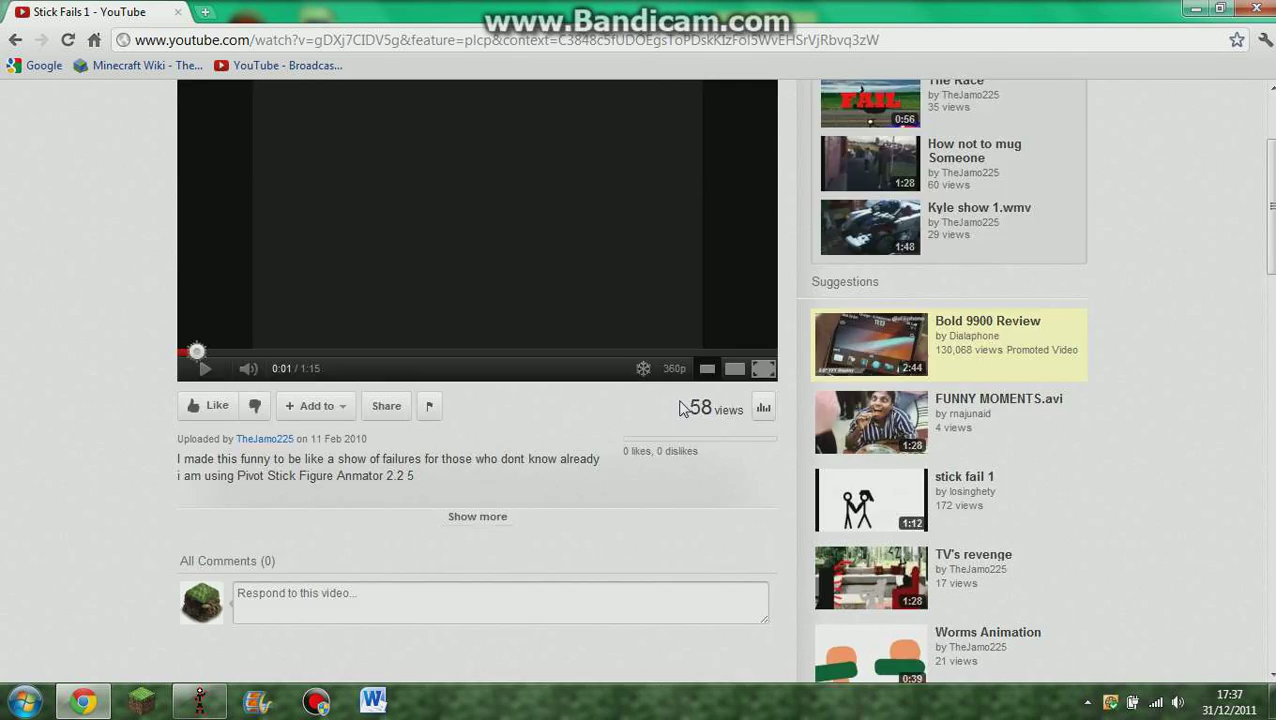 www.Bandicam.com
Stick Fails 1 - YouTube
www.youtube.com/watch?v=gDXj7CIDV5g&feature=plcp&context=
Google
Minecraft Wiki - The...
YouTube - Broadcas...
The Race
by TheJamo225
35 views
FAIL
0:56
How not to mug
Someone
by TheJamo225
60 views
1:28
Kyle show 1.wmv
by TheJamo225
29 views
1:48
Suggestions
Bold 9900 Review
by Dialaphone
130,068 views Promoted Video
2:44
FUNNY MOMENTS.avi
by rnajunaid
4 views
1:28
stick fail 1
by losinghety
172 views
1:12
TV's revenge
by TheJamo225
17 views
1:28
Worms Animation
by TheJamo225
21 views
0:39
0:01 / 1:15
360p
Like
Add to
Share
58 views
Uploaded by TheJamo225 on 11 Feb 2010
0 likes, 0 dislikes
I made this funny to be like a show of failures for those who dont know already
i am using Pivot Stick Figure Anmator 2.2 5
Show more
All Comments (0)
Respond to this video...
17:37
31/12/2011